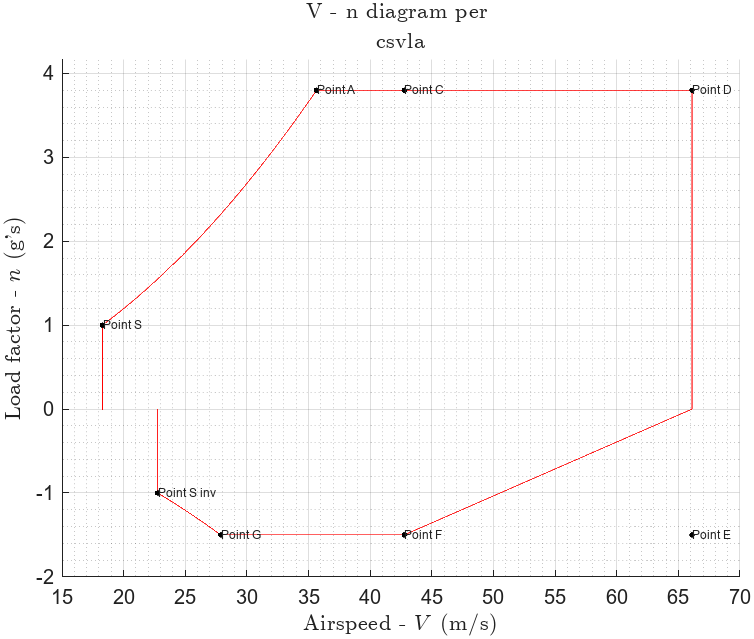 V - n diagram per
csvla
4
3
2
1
0
-1
-2
Load factor - n (g's)
Point A
Point C
Point D
Point S
Point S inv
Point G
Point F
Point E
15 20 25 30 35 40 45 50 55 60 65 70
Airspeed - V (m/s)